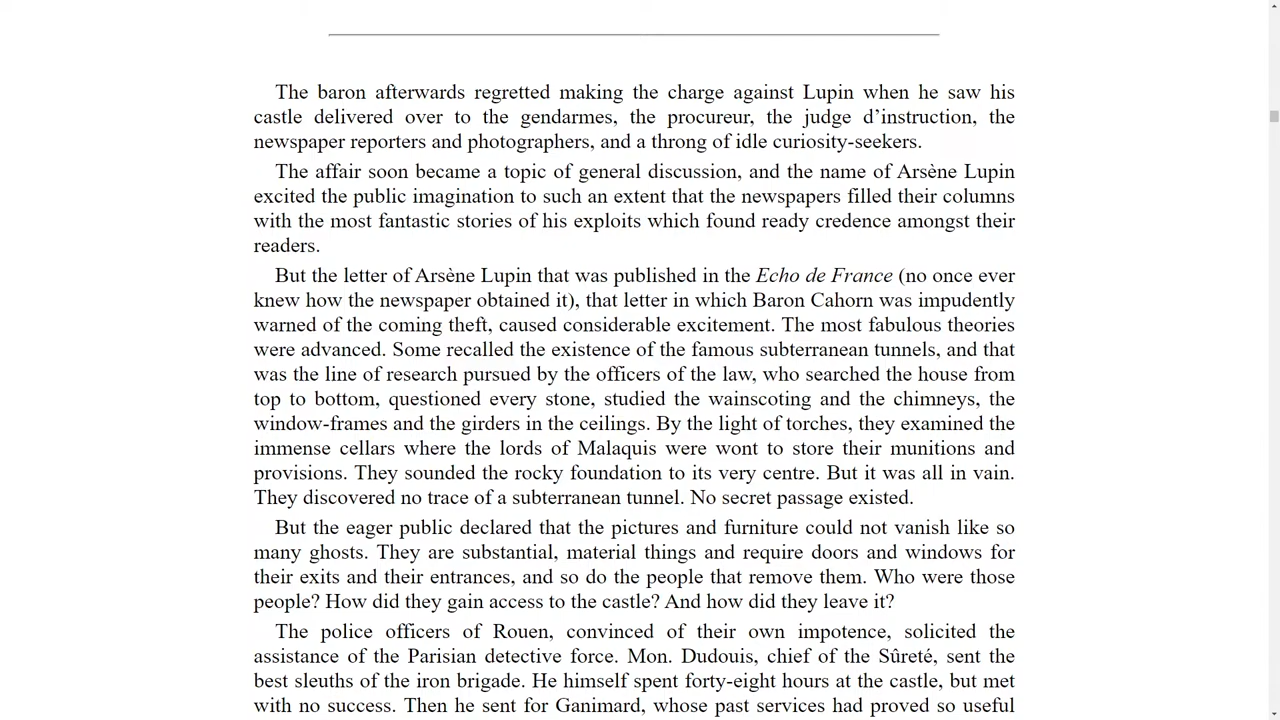 The baron afterwards regretted making the charge against Lupin when he saw his
castle delivered over to the gendarmes, the procureur, the judge d’instruction, the
newspaper reporters and photographers, and a throng of idle curiosity-seekers.
The affair soon became a topic of general discussion, and the name of Arsène Lupin
excited the public imagination to such an extent that the newspapers filled their columns
with the most fantastic stories of his exploits which found ready credence amongst their
readers.
But the letter of Arsène Lupin that was published in the Echo de France (no once ever
knew how the newspaper obtained it), that letter in which Baron Cahorn was impudently
warned of the coming theft, caused considerable excitement. The most fabulous theories
were advanced. Some recalled the existence of the famous subterranean tunnels, and that
was the line of research pursued by the officers of the law, who searched the house from
top to bottom, questioned every stone, studied the wainscoting and the chimneys, the
window-frames and the girders in the ceilings. By the light of torches, they examined the
immense cellars where the lords of Malaquis were wont to store their munitions and
provisions. They sounded the rocky foundation to its very centre. But it was all in vain.
They discovered no trace of a subterranean tunnel. No secret passage existed.
But the eager public declared that the pictures and furniture could not vanish like so
many ghosts. They are substantial, material things and require doors and windows for
their exits and their entrances, and so do the people that remove them. Who were those
people? How did they gain access to the castle? And how did they leave it?
The police officers of Rouen, convinced of their own impotence, solicited the
assistance of the Parisian detective force. Mon. Dudouis, chief of the Sûreté, sent the
best sleuths of the iron brigade. He himself spent forty-eight hours at the castle, but met
with no success. Then he sent for Ganimard, whose past services had proved so useful